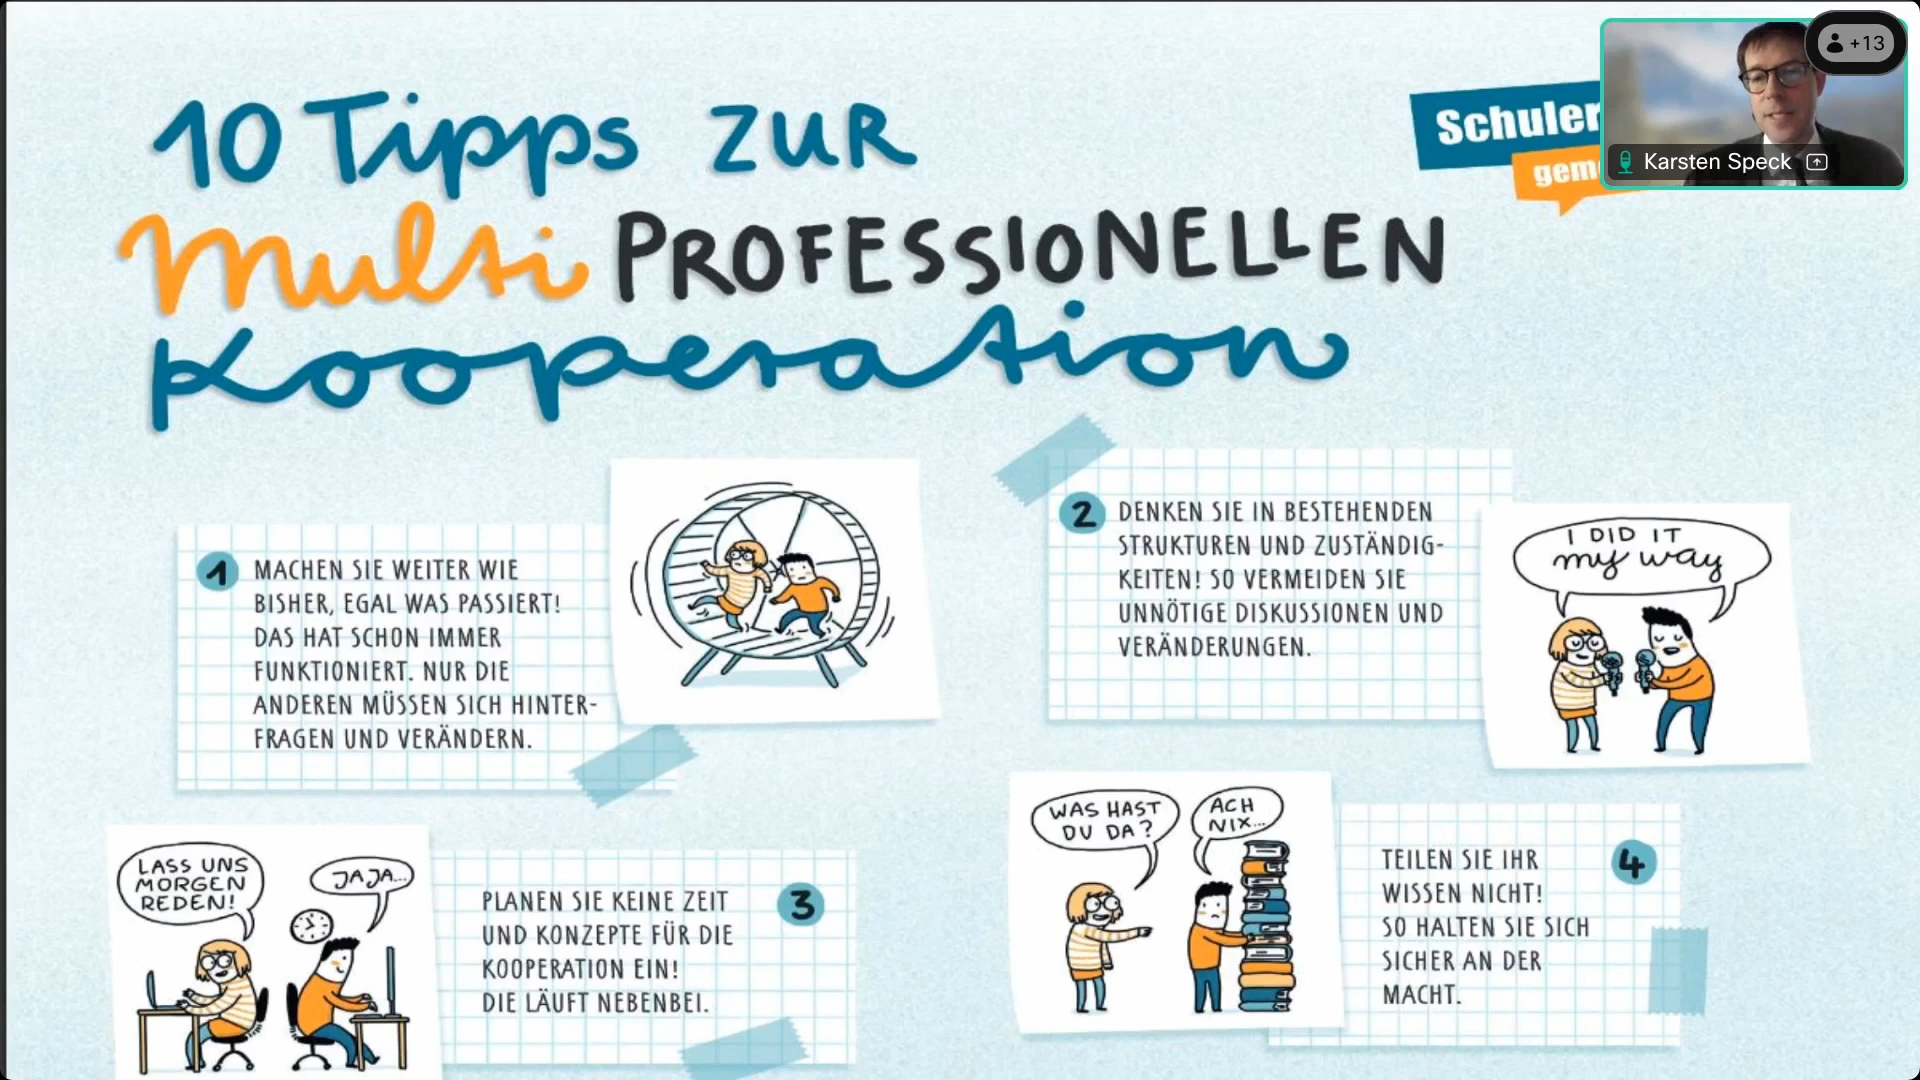 10 Tipps ZUR
Multi PROFESSIONELLEN
Kooperation
Schuler
gem
+13
Karsten Speck
1
MACHEN SIE WEITER WIE
BISHER, EGAL WAS PASSIERT!
DAS HAT SCHON IMMER
FUNKTIONIERT. NUR DIE
ANDEREN MÜSSEN SICH HINTER-
FRAGEN UND VERÄNDERN.
2
DENKEN SIE IN BESTEHENDEN
STRUKTUREN UND ZUSTÄNDIG-
KEITEN! SO VERMEIDEN SIE
UNNÖTIGE DISKUSSIONEN UND
VERÄNDERUNGEN.
I DID IT
my way
LASS UNS
MORGEN
REDEN!
JAJA...
3
PLANEN SIE KEINE ZEIT
UND KONZEPTE FÜR DIE
KOOPERATION EIN!
DIE LÄUFT NEBENBEI.
WAS HAST
DU DA?
ACH
NIX...
4
TEILEN SIE IHR
WISSEN NICHT!
SO HALTEN SIE SICH
SICHER AN DER
MACHT.